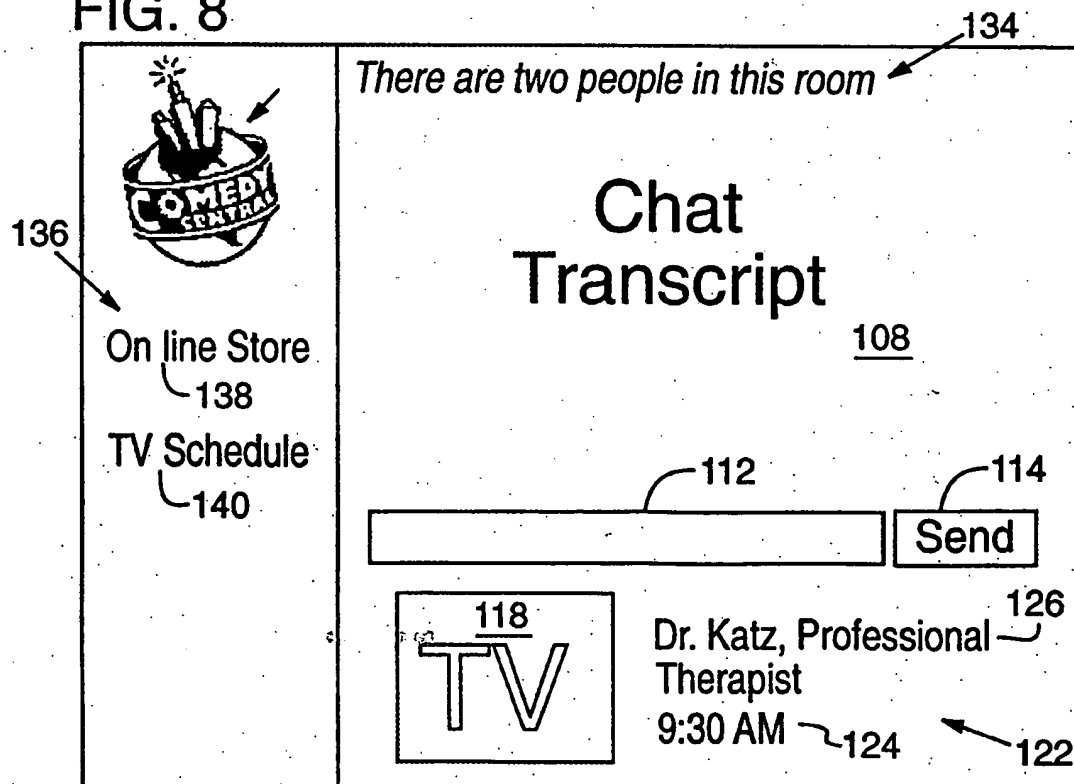 FIG. 8
134
There are two people in this room
COMEDY
CENTRAL
136
Chat
Transcript
108
On line Store
138
TV Schedule
140
112
114
Send
118
TV
126
Dr. Katz, Professional
Therapist
9:30 AM
124
122